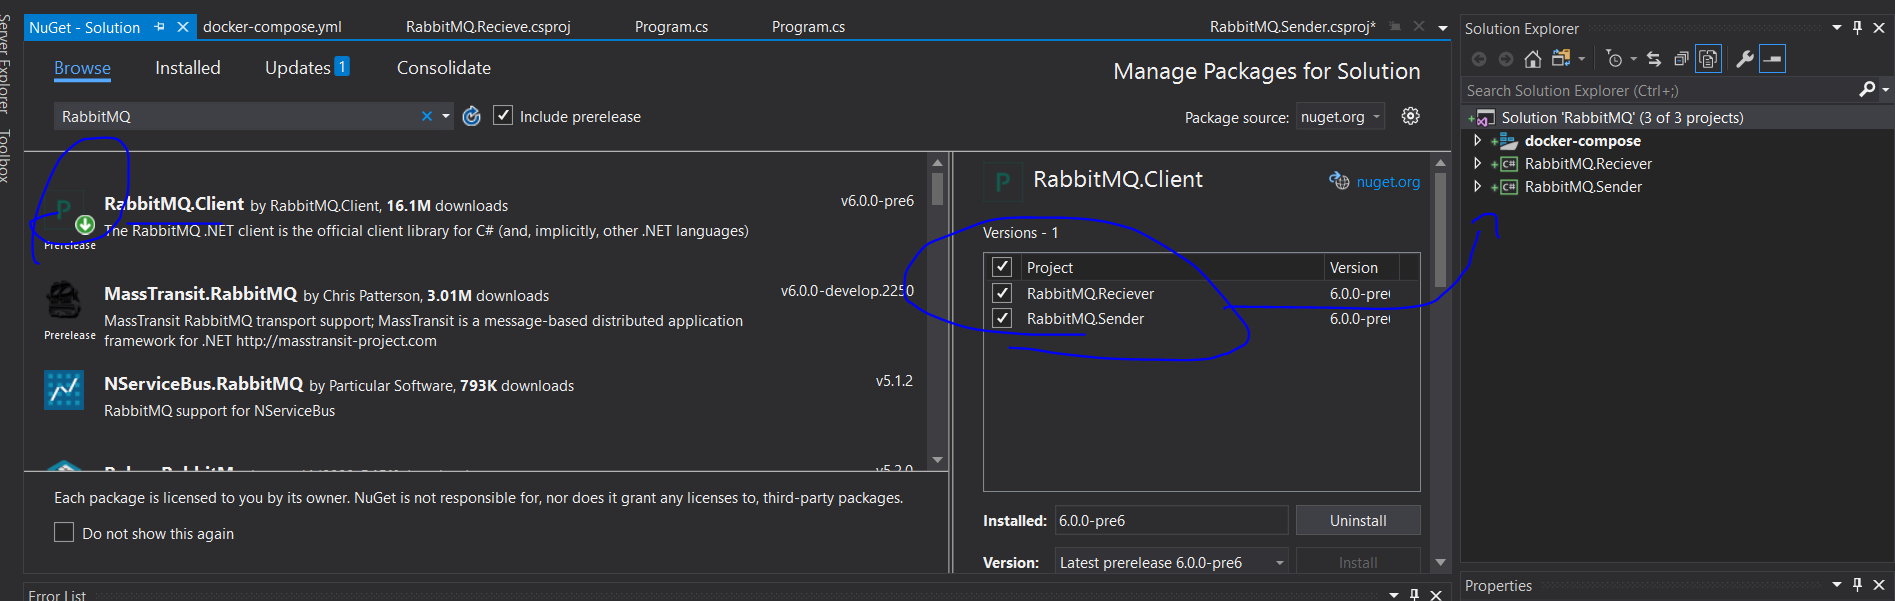 Server Explorer
Toolbox
NuGet - Solution
docker-compose.yml
RabbitMQ.Recieve.csproj
Program.cs
Program.cs
RabbitMQ.Sender.csproj*
Browse
Installed
Updates 1
Consolidate
Manage Packages for Solution
RabbitMQ
Include prerelease
Package source: nuget.org
RabbitMQ.Client by RabbitMQ.Client, 16.1M downloads
v6.0.0-pre6
The RabbitMQ .NET client is the official client library for C# (and, implicitly, other .NET languages)
Prerelease
MassTransit.RabbitMQ by Chris Patterson, 3.01M downloads
v6.0.0-develop.2250
MassTransit RabbitMQ transport support; MassTransit is a message-based distributed application
framework for .NET http://masstransit-project.com
Prerelease
NServiceBus.RabbitMQ by Particular Software, 793K downloads
v5.1.2
RabbitMQ support for NServiceBus
Each package is licensed to you by its owner. NuGet is not responsible for, nor does it grant any licenses to, third-party packages.
Do not show this again
RabbitMQ.Client
nuget.org
Versions - 1
Project Version
RabbitMQ.Reciever 6.0.0-pre
RabbitMQ.Sender 6.0.0-pre
Installed: 6.0.0-pre6 Uninstall
Version: Latest prerelease 6.0.0-pre6 Install
Error List
Solution Explorer
Search Solution Explorer (Ctrl+;)
Solution 'RabbitMQ' (3 of 3 projects)
docker-compose
C# RabbitMQ.Reciever
C# RabbitMQ.Sender
Properties